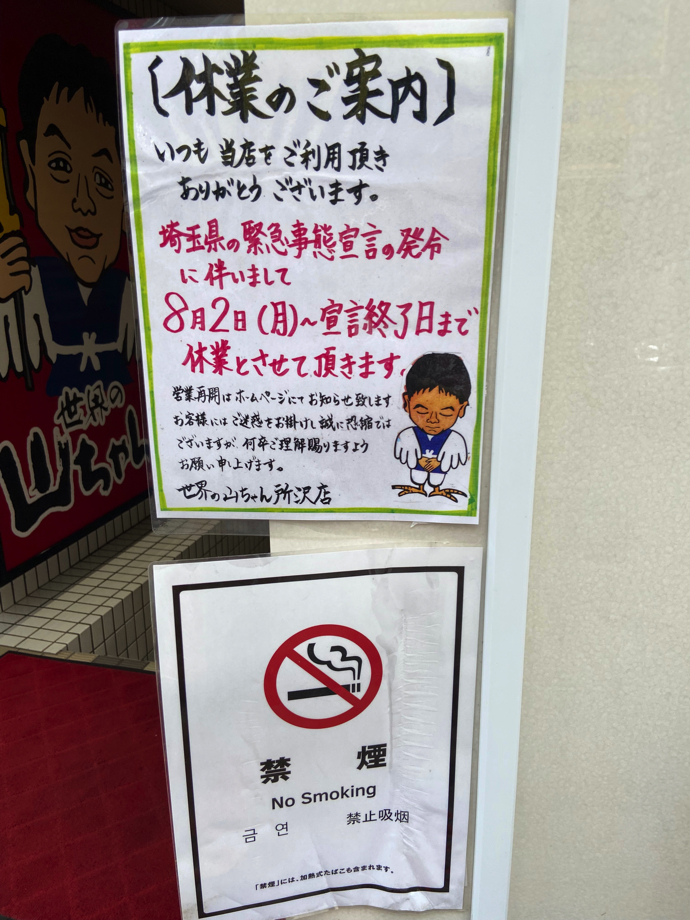 〔休業のご案内〕
いつも当店をご利用頂き
ありがとうございます。
埼玉県の緊急事態宣言の発令
に伴いまして
8月2日(月)〜宣言終了日まで
休業とさせて頂きます。
営業再開はホームページにてお知らせ致します
お客様にはご迷惑をお掛けし誠に恐縮では
ございますが、何卒ご理解賜りますよう
お願い申し上げます。
世界の山ちゃん所沢店
世界の
山ちゃん
禁煙
No Smoking
금연 禁止吸烟
「禁煙」には、加熱式たばこも含まれます。